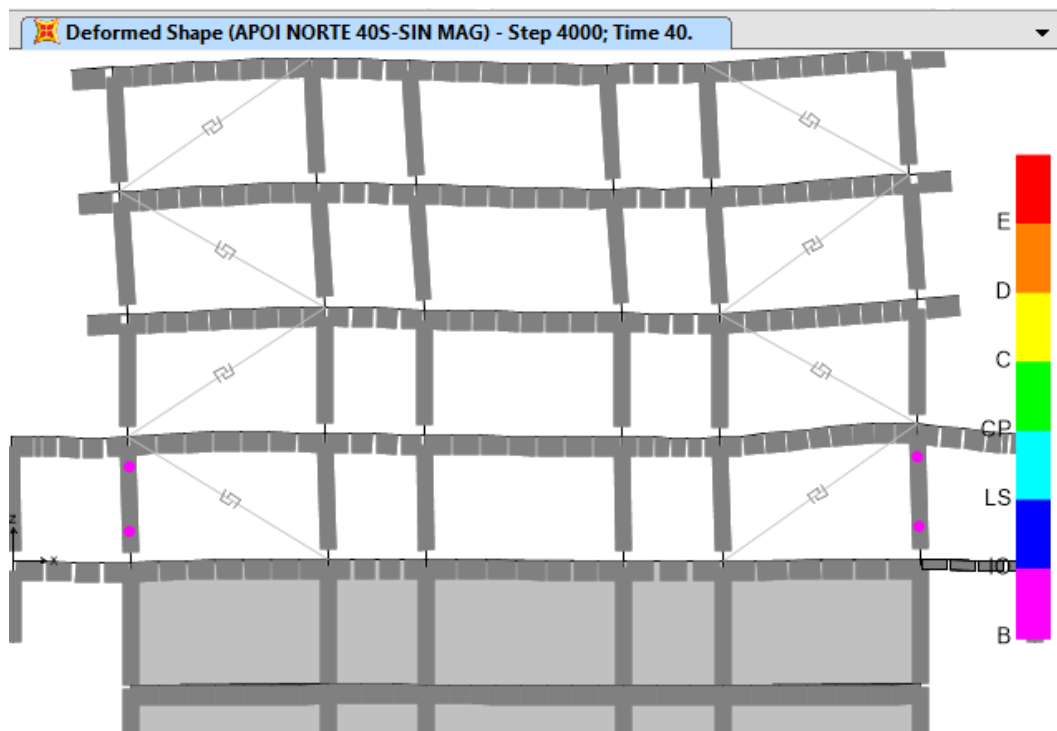 Deformed Shape (APOI NORTE 40S-SIN MAG) - Step 4000; Time 40.
E
D
C
CP
LS
IO
B
z
x